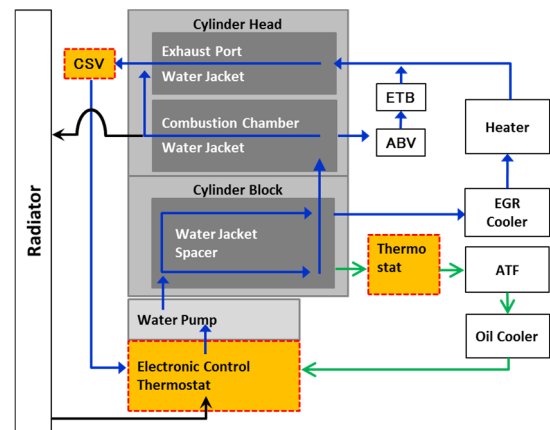 Cylinder Head
Exhaust Port
Water Jacket
CSV
ETB
Combustion Chamber
Water Jacket
ABV
Heater
Cylinder Block
Radiator
EGR
Cooler
Water Jacket
Spacer
Thermo
stat
ATF
Water Pump
Oil Cooler
Electronic Control
Thermostat